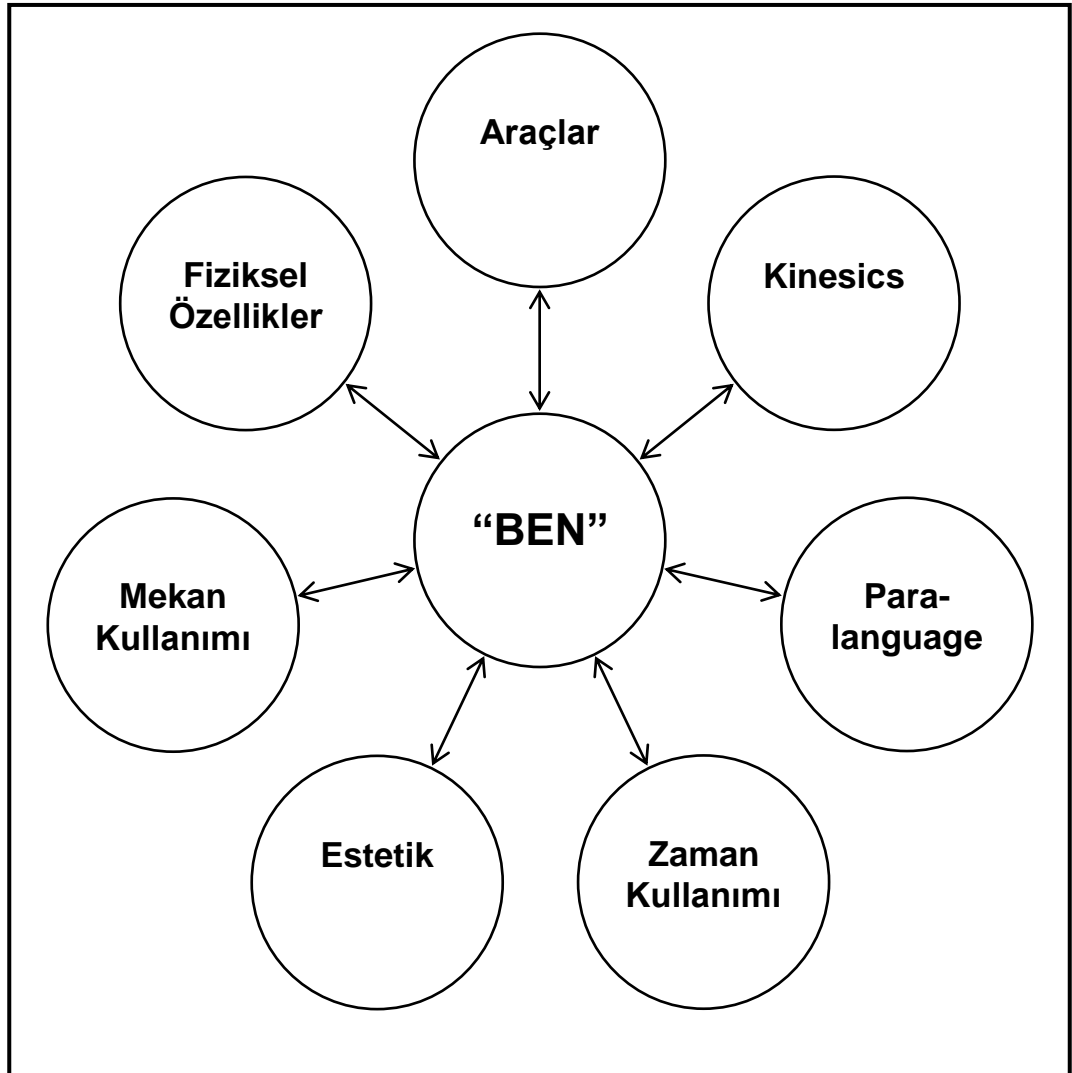 Araçlar
Fiziksel
Özellikler
Kinesics
“BEN”
Mekan
Kullanımı
Para-
language
Estetik
Zaman
Kullanımı